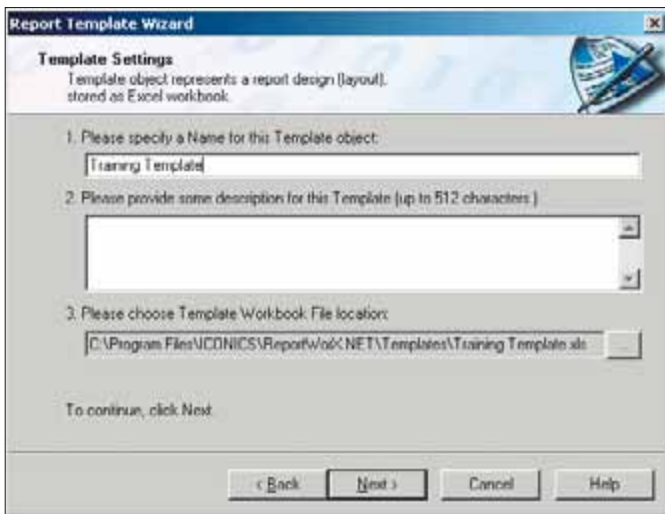 Report Template Wizard
Template Settings
Template object represents a report design (layout),
stored as Excel workbook.
1. Please specify a Name for this Template object:
Training Template
2. Please provide some description for this Template (up to 512 characters.)
3. Please choose Template Workbook File location:
C:\Program Files\ICONICS\ReportWorX.NET\Templates\Training Template.xls
...
To continue, click Next.
< Back Next > Cancel Help